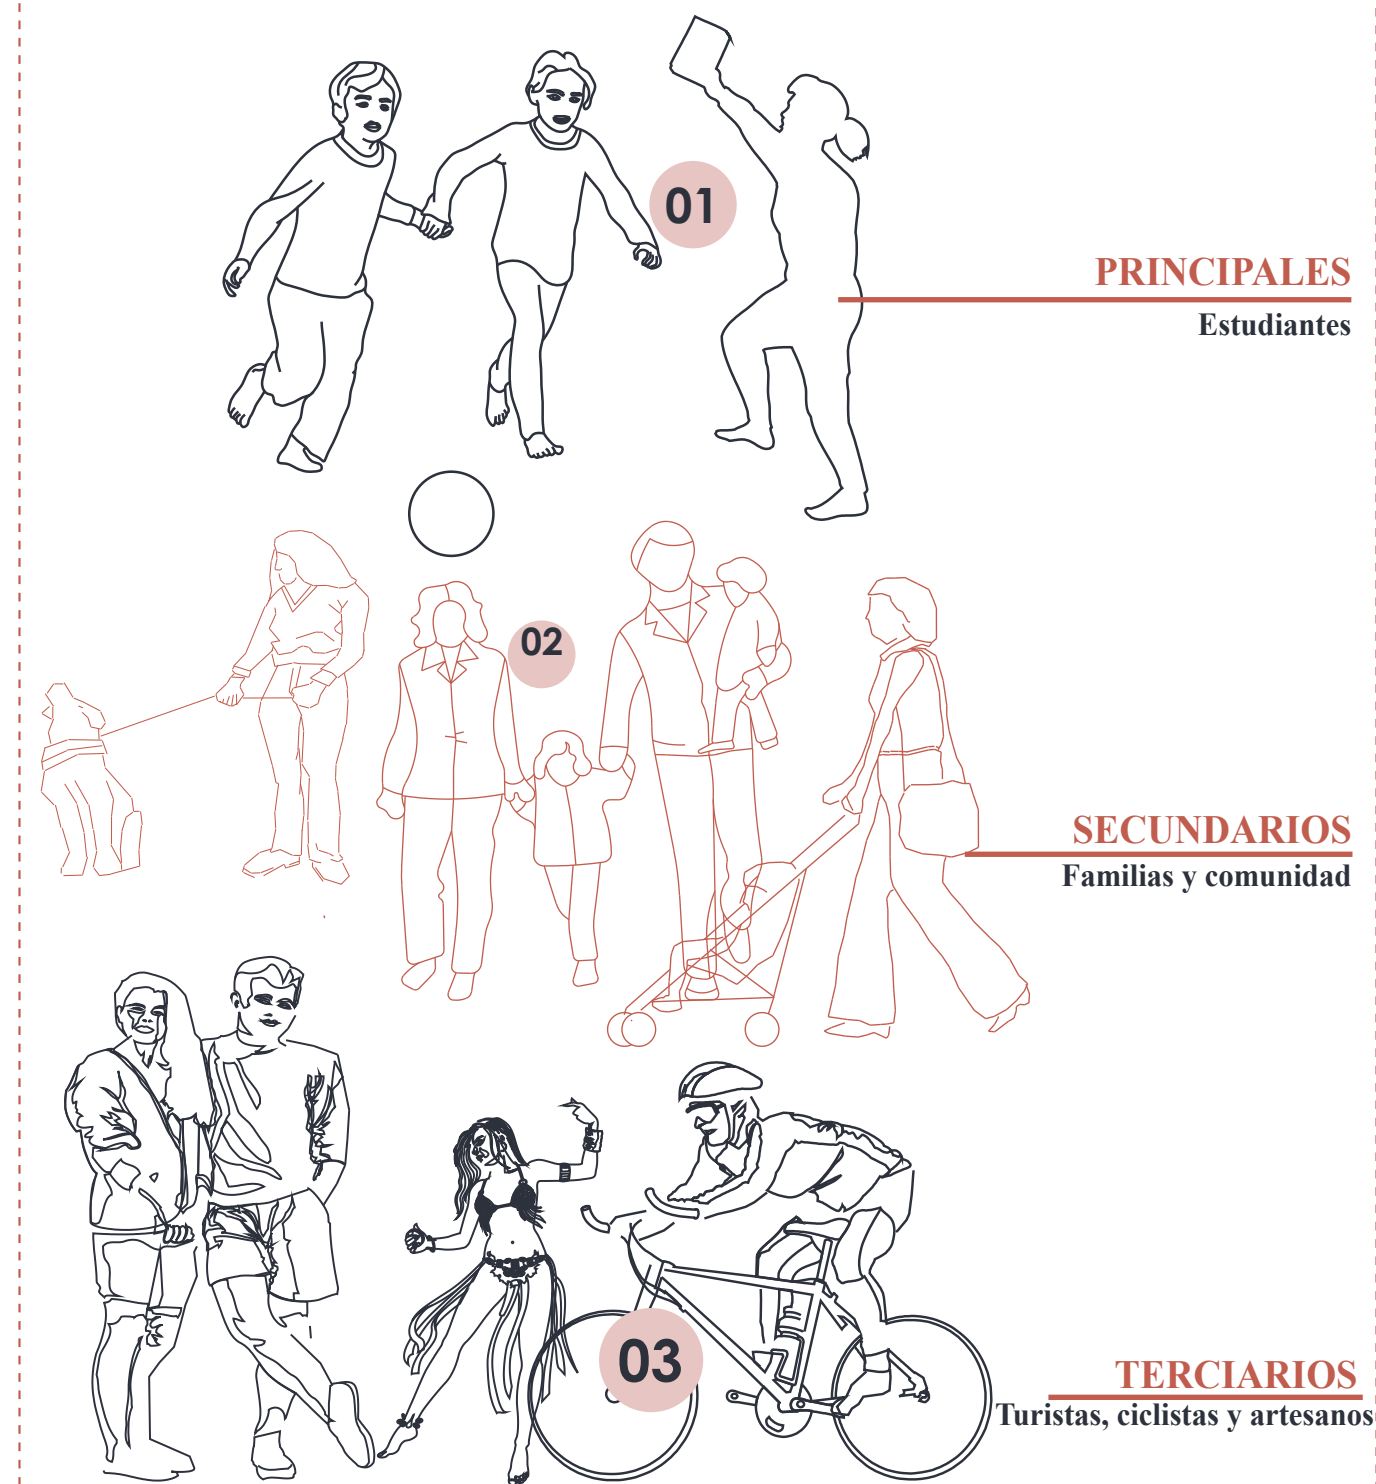 01
PRINCIPALES
Estudiantes
02
SECUNDARIOS
Familias y comunidad
03
TERCIARIOS
Turistas, ciclistas y artesanos